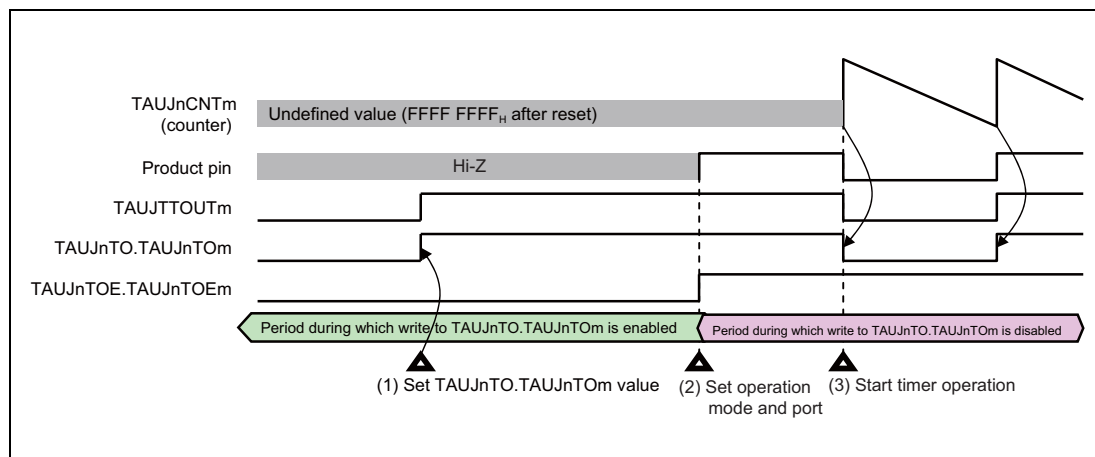 TAUJnCNTm
(counter)
Undefined value (FFFF FFFFH after reset)
Product pin
Hi-Z
TAUJTTOUTm
TAUJnTO.TAUJnTOm
TAUJnTOE.TAUJnTOEm
Period during which write to TAUJnTO.TAUJnTOm is enabled
Period during which write to TAUJnTO.TAUJnTOm is disabled
(1) Set TAUJnTO.TAUJnTOm value
(2) Set operation
mode and port
(3) Start timer operation